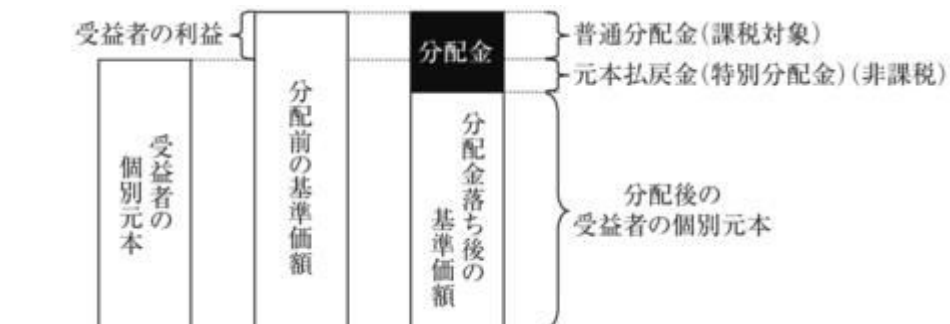 受益者の利益
分配金
普通分配金(課税対象)
元本払戻金(特別分配金)(非課税)
受益者の
個別元本
分配前の基準価額
分配金落ち後の
基準価額
分配後の
受益者の個別元本